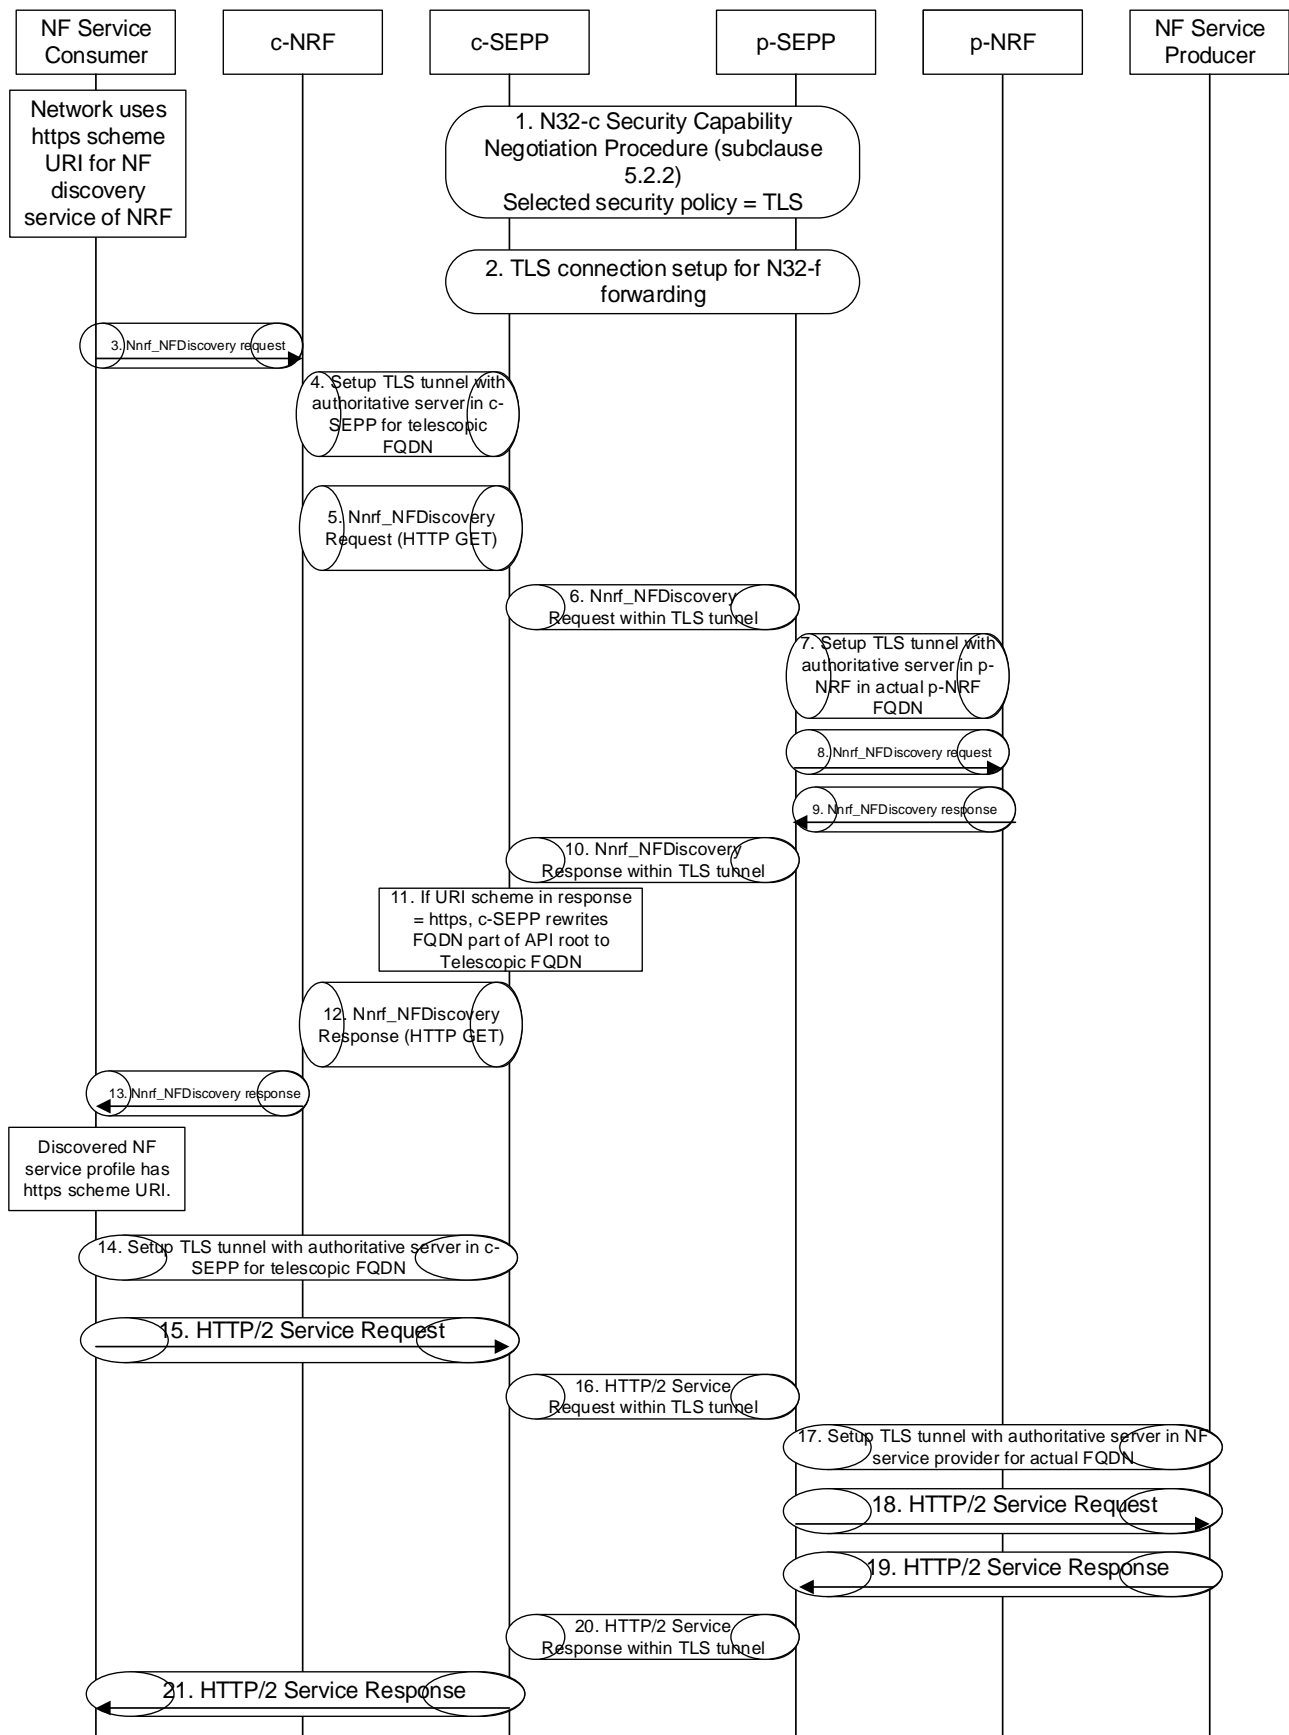 NF Service
Consumer
c-NRF
c-SEPP
p-SEPP
p-NRF
NF Service
Producer
Network uses
https scheme
URI for NF
discovery
service of NRF
1. N32-c Security Capability
Negotiation Procedure (subclause
5.2.2)
Selected security policy = TLS
2. TLS connection setup for N32-f
forwarding
3. Nnrf_NFDiscovery request
4. Setup TLS tunnel with
authoritative server in c-
SEPP for telescopic
FQDN
5. Nnrf_NFDiscovery
Request (HTTP GET)
6. Nnrf_NFDiscovery
Request within TLS tunnel
7. Setup TLS tunnel with
authoritative server in p-
NRF in actual p-NRF
FQDN
8. Nnrf_NFDiscovery request
9. Nnrf_NFDiscovery response
10. Nnrf_NFDiscovery
Response within TLS tunnel
11. If URI scheme in response
= https, c-SEPP rewrites
FQDN part of API root to
Telescopic FQDN
12. Nnrf_NFDiscovery
Response (HTTP GET)
13. Nnrf_NFDiscovery response
Discovered NF
service profile has
https scheme URI.
14. Setup TLS tunnel with authoritative server in c-
SEPP for telescopic FQDN
15. HTTP/2 Service Request
16. HTTP/2 Service
Request within TLS tunnel
17. Setup TLS tunnel with authoritative server in NF
service provider for actual FQDN
18. HTTP/2 Service Request
19. HTTP/2 Service Response
20. HTTP/2 Service
Response within TLS tunnel
21. HTTP/2 Service Response